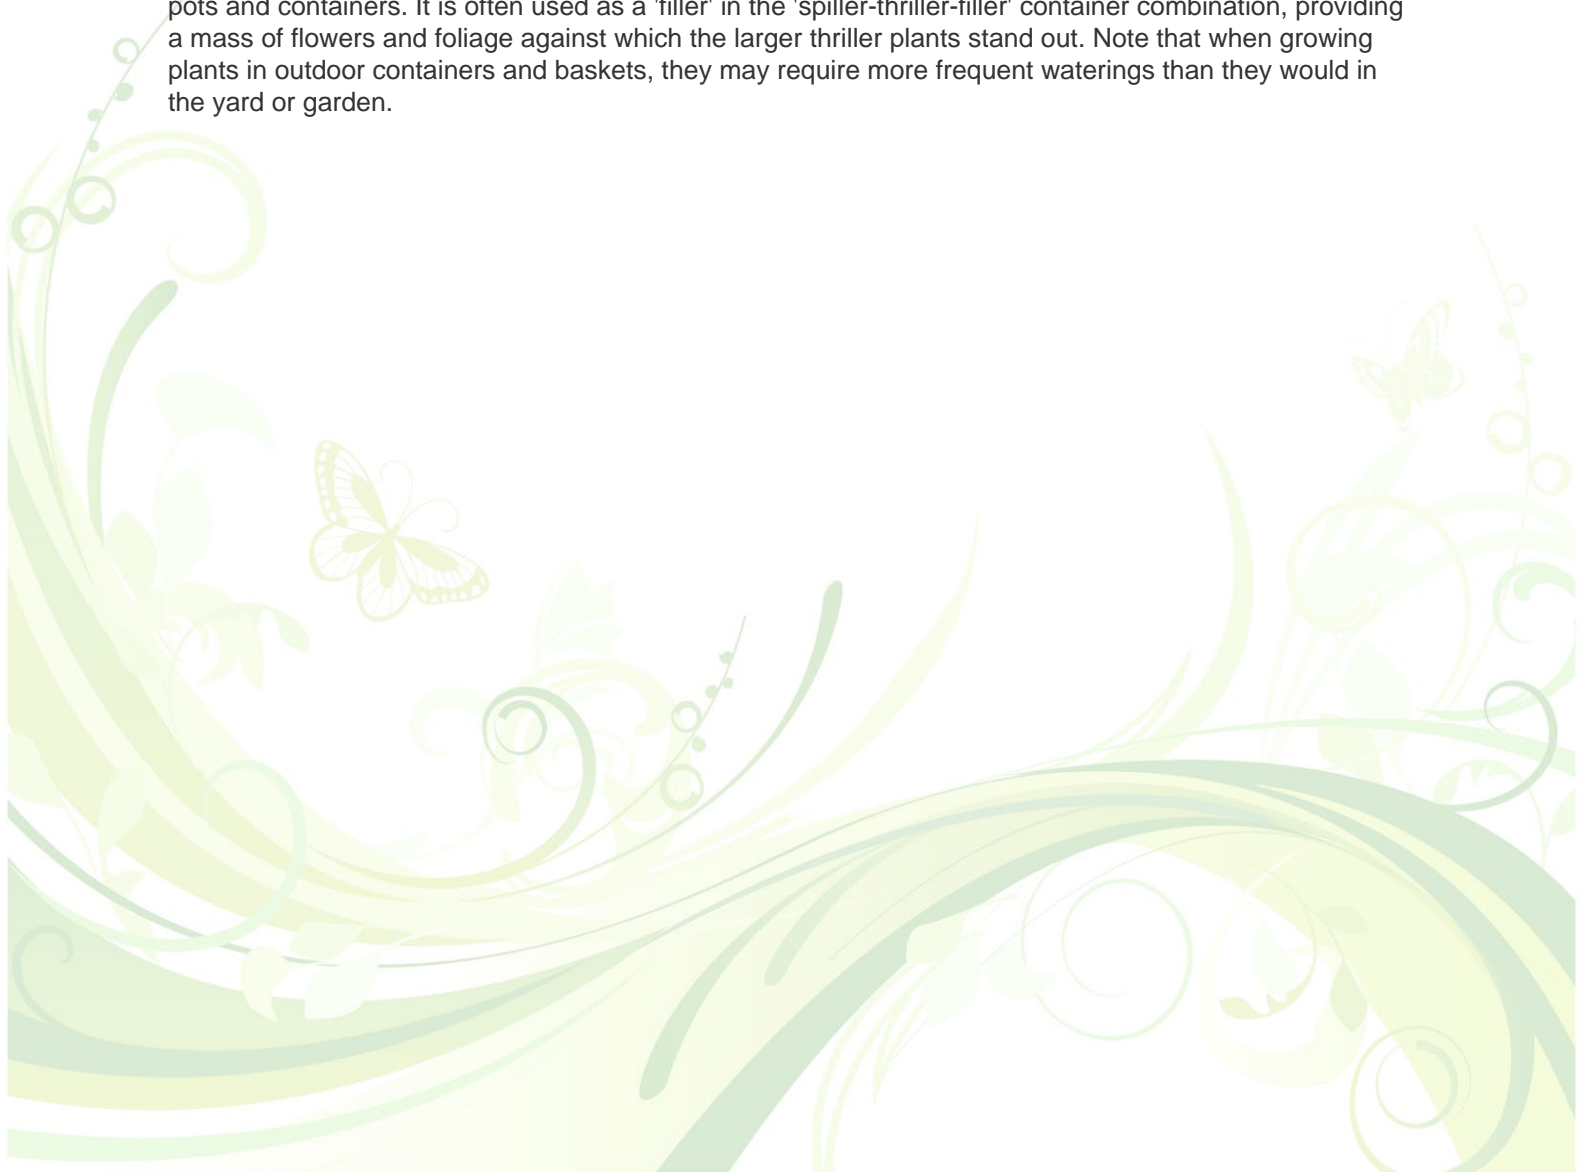 pots and containers. It is often used as a 'filler' in the 'spiller-thriller-filler' container combination, providing
a mass of flowers and foliage against which the larger thriller plants stand out. Note that when growing
plants in outdoor containers and baskets, they may require more frequent waterings than they would in
the yard or garden.